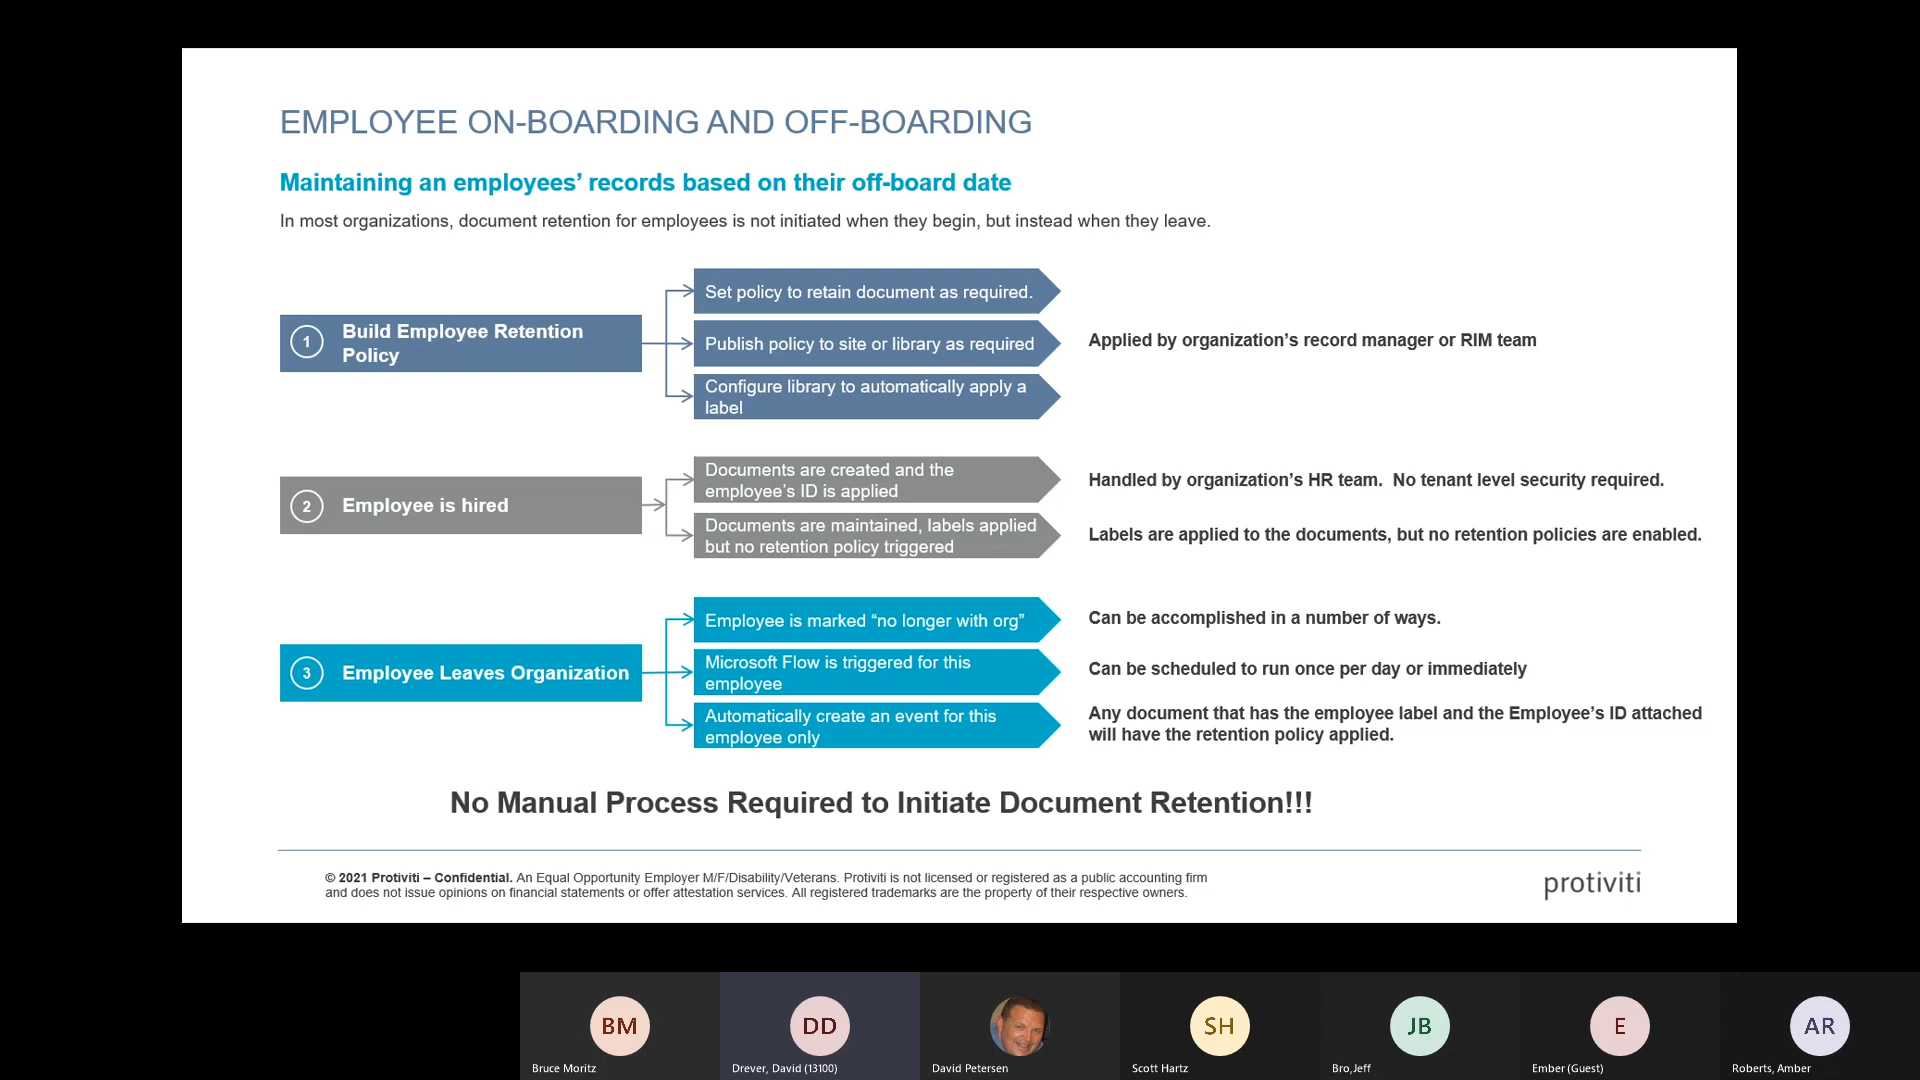 EMPLOYEE ON-BOARDING AND OFF-BOARDING
Maintaining an employees’ records based on their off-board date
In most organizations, document retention for employees is not initiated when they begin, but instead when they leave.
1
Build Employee Retention
Policy
Set policy to retain document as required.
Publish policy to site or library as required
Configure library to automatically apply a
label
Applied by organization’s record manager or RIM team
2
Employee is hired
Documents are created and the
employee’s ID is applied
Handled by organization’s HR team. No tenant level security required.
Documents are maintained, labels applied
but no retention policy triggered
Labels are applied to the documents, but no retention policies are enabled.
3
Employee Leaves Organization
Employee is marked “no longer with org”
Can be accomplished in a number of ways.
Microsoft Flow is triggered for this
employee
Can be scheduled to run once per day or immediately
Automatically create an event for this
employee only
Any document that has the employee label and the Employee’s ID attached
will have the retention policy applied.
No Manual Process Required to Initiate Document Retention!!!
© 2021 Protiviti – Confidential. An Equal Opportunity Employer M/F/Disability/Veterans. Protiviti is not licensed or registered as a public accounting firm
and does not issue opinions on financial statements or offer attestation services. All registered trademarks are the property of their respective owners.
protiviti
BM
DD
SH
JB
E
AR
Bruce Moritz
Drever, David (13100)
David Petersen
Scott Hartz
Bro,Jeff
Ember (Guest)
Roberts, Amber